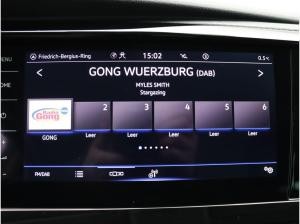 MENU
Friedrich-Bergius-Ring
15:02
0.5°C
GONG WUERZBURG (DAB)
MYLES SMITH
Stargazing
Radio Gong
2 3 4 5 6
GONG Leer Leer Leer Leer Leer
FM/DAB